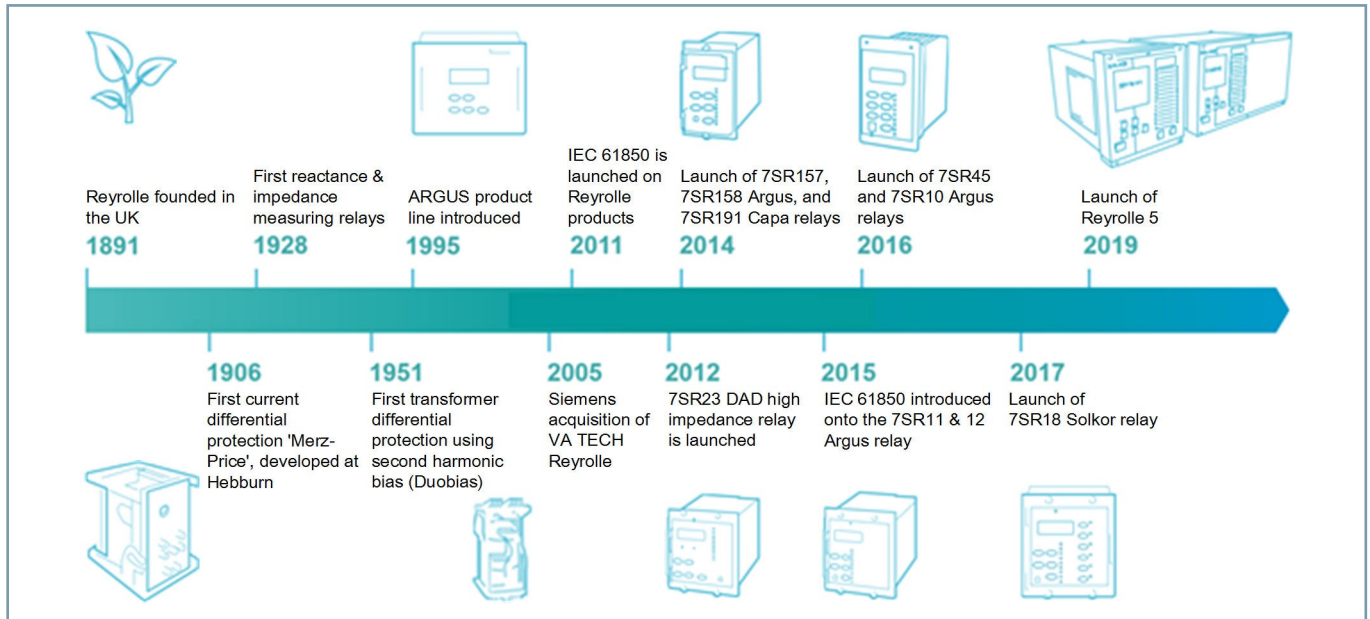 Reyrolle founded in
the UK
1891
First reactance &
impedance
measuring relays
1928
ARGUS product
line introduced
1995
IEC 61850 is
launched on
Reyrolle
products
2011
Launch of 7SR157,
7SR158 Argus, and
7SR191 Capa relays
2014
Launch of 7SR45
and 7SR10 Argus
relays
2016
Launch of
Reyrolle 5
2019
1906
First current
differential
protection 'Merz-
Price', developed at
Hebburn
1951
First transformer
differential
protection using
second harmonic
bias (Duobias)
2005
Siemens
acquisition of
VA TECH
Reyrolle
2012
7SR23 DAD high
impedance relay
is launched
2015
IEC 61850 introduced
onto the 7SR11 & 12
Argus relay
2017
Launch of
7SR18 Solkor relay